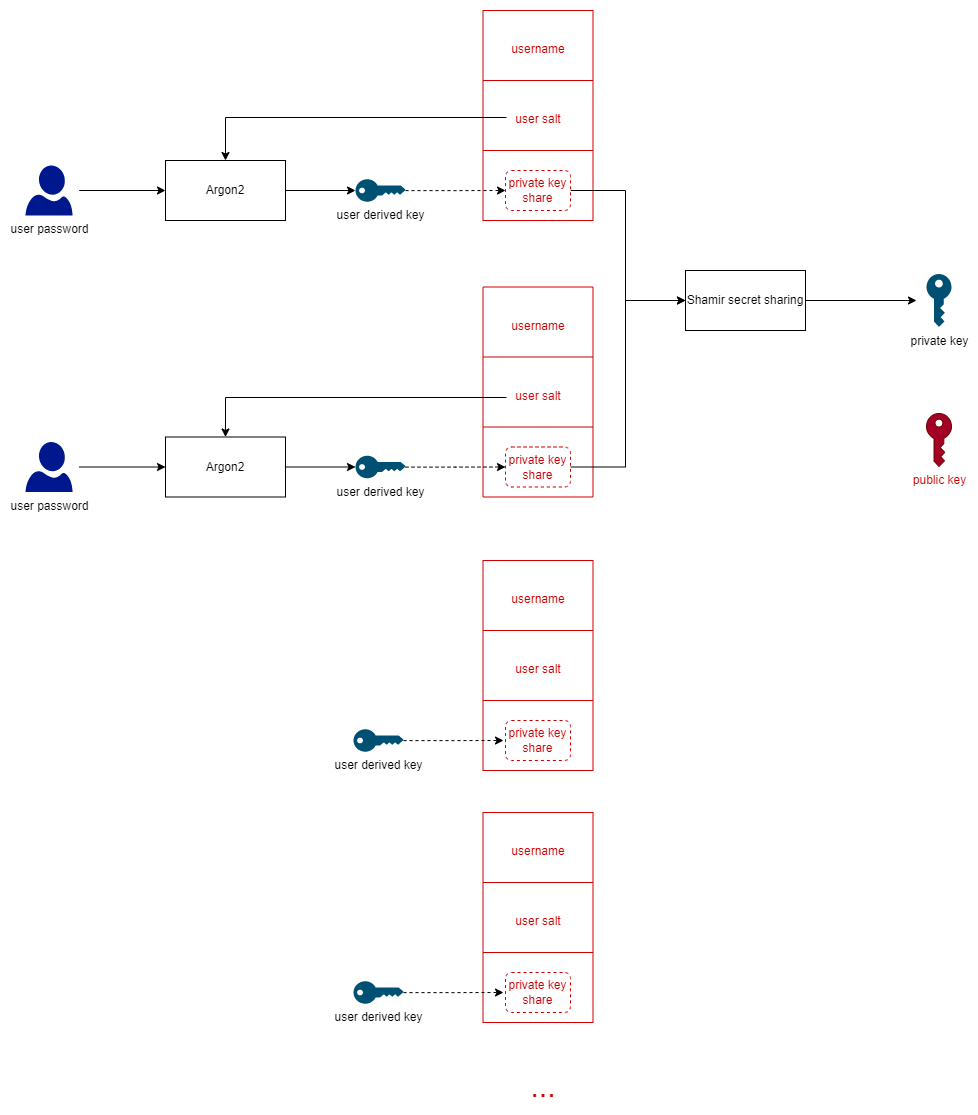 username
user salt
private key
share
Argon2
user password
user derived key
Shamir secret sharing
private key
username
user salt
private key
share
Argon2
user password
user derived key
public key
username
user salt
private key
share
user derived key
username
user salt
private key
share
user derived key
...